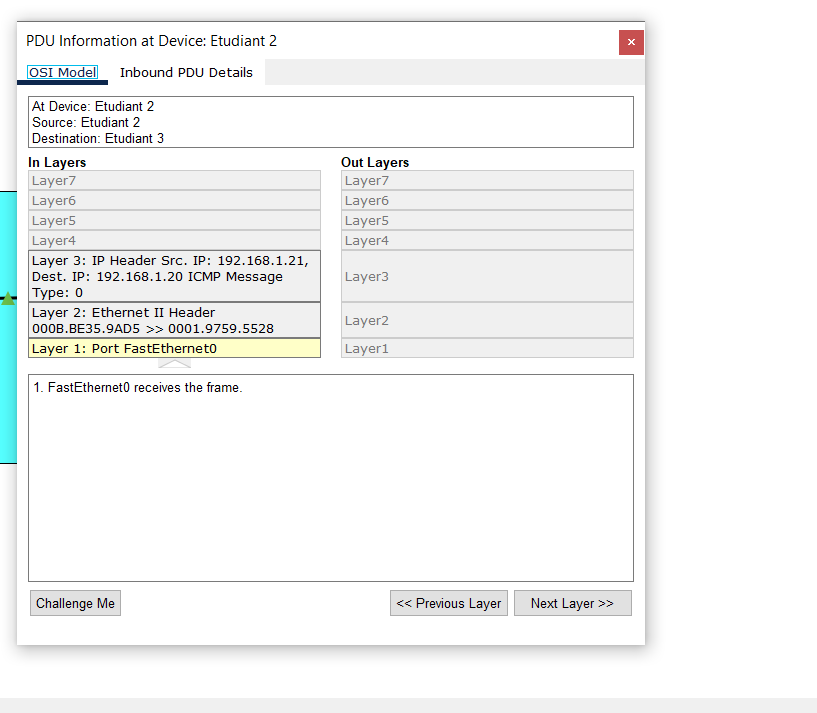 PDU Information at Device: Etudiant 2
×
OSI Model
Inbound PDU Details
At Device: Etudiant 2
Source: Etudiant 2
Destination: Etudiant 3
In Layers
Layer7
Layer6
Layer5
Layer4
Layer 3: IP Header Src. IP: 192.168.1.21,
Dest. IP: 192.168.1.20 ICMP Message
Type: 0
Layer 2: Ethernet II Header
000B.BE35.9AD5 >> 0001.9759.5528
Layer 1: Port FastEthernet0
Out Layers
Layer7
Layer6
Layer5
Layer4
Layer3
Layer2
Layer1
1. FastEthernet0 receives the frame.
Challenge Me
<< Previous Layer
Next Layer >>